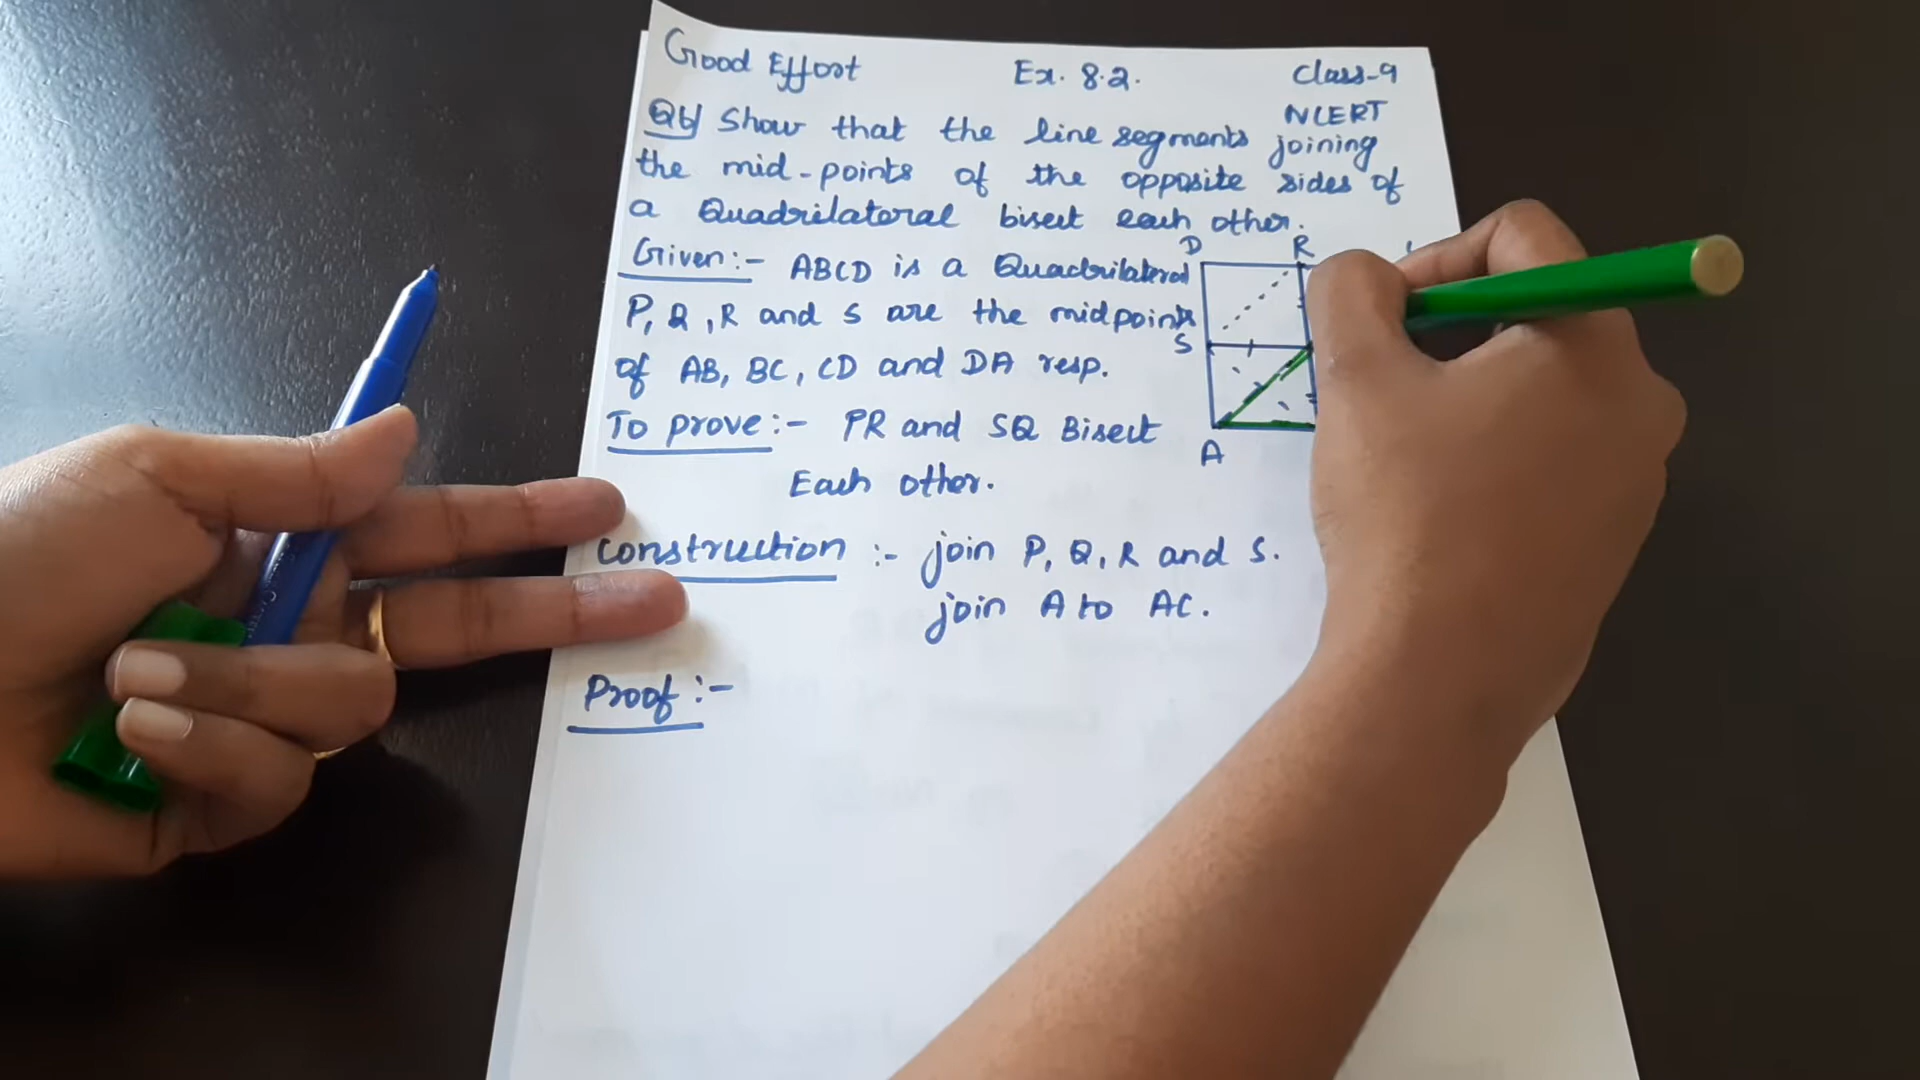 Good Effort Ex. 8.2. Class-9
NCERT
Q6/ Show that the line segments joining
the mid-points of the opposite sides of
a Quadrilateral bisect each other.
Given:- ABCD is a Quadrilateral
P, Q, R and S are the midpoints
of AB, BC, CD and DA resp.
To prove:- PR and SQ Bisect
Each other.
Construction :- join P, Q, R and S.
join A to AC.
Proof :-
D R
S
A